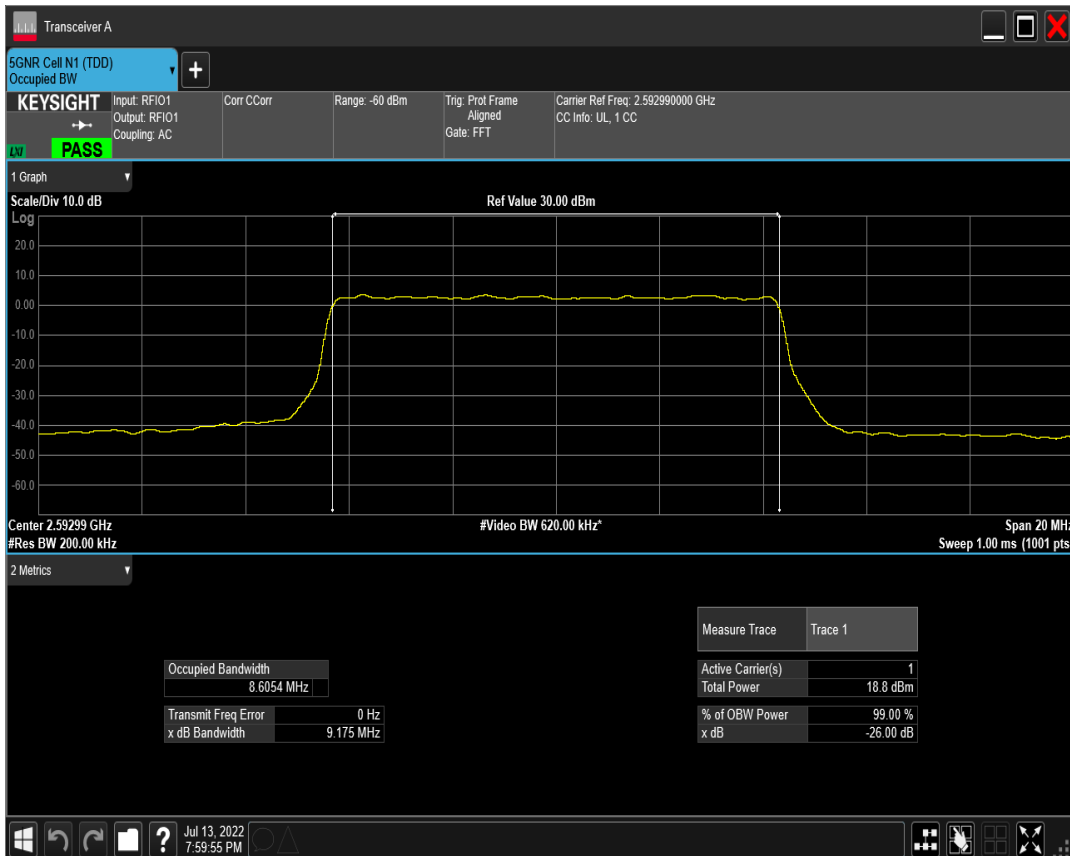 Transceiver A
5GNR Cell N1 (TDD)
Occupied BW
+
KEYSIGHT
LXI
PASS
Input: RFIO1
Output: RFIO1
Coupling: AC
Corr CCorr
Range: -60 dBm
Trig: Prot Frame
Aligned
Gate: FFT
Carrier Ref Freq: 2.592990000 GHz
CC Info: UL, 1 CC
1 Graph
Scale/Div 10.0 dB
Ref Value 30.00 dBm
Log
20.0
10.0
0.00
-10.0
-20.0
-30.0
-40.0
-50.0
-60.0
Center 2.59299 GHz
#Video BW 620.00 kHz*
Span 20 MHz
#Res BW 200.00 kHz
Sweep 1.00 ms (1001 pts
2 Metrics
Measure Trace Trace 1
Occupied Bandwidth
8.6054 MHz
Active Carrier(s) 1
Total Power 18.8 dBm
Transmit Freq Error 0 Hz
x dB Bandwidth 9.175 MHz
% of OBW Power 99.00 %
x dB -26.00 dB
?
Jul 13, 2022
7:59:55 PM